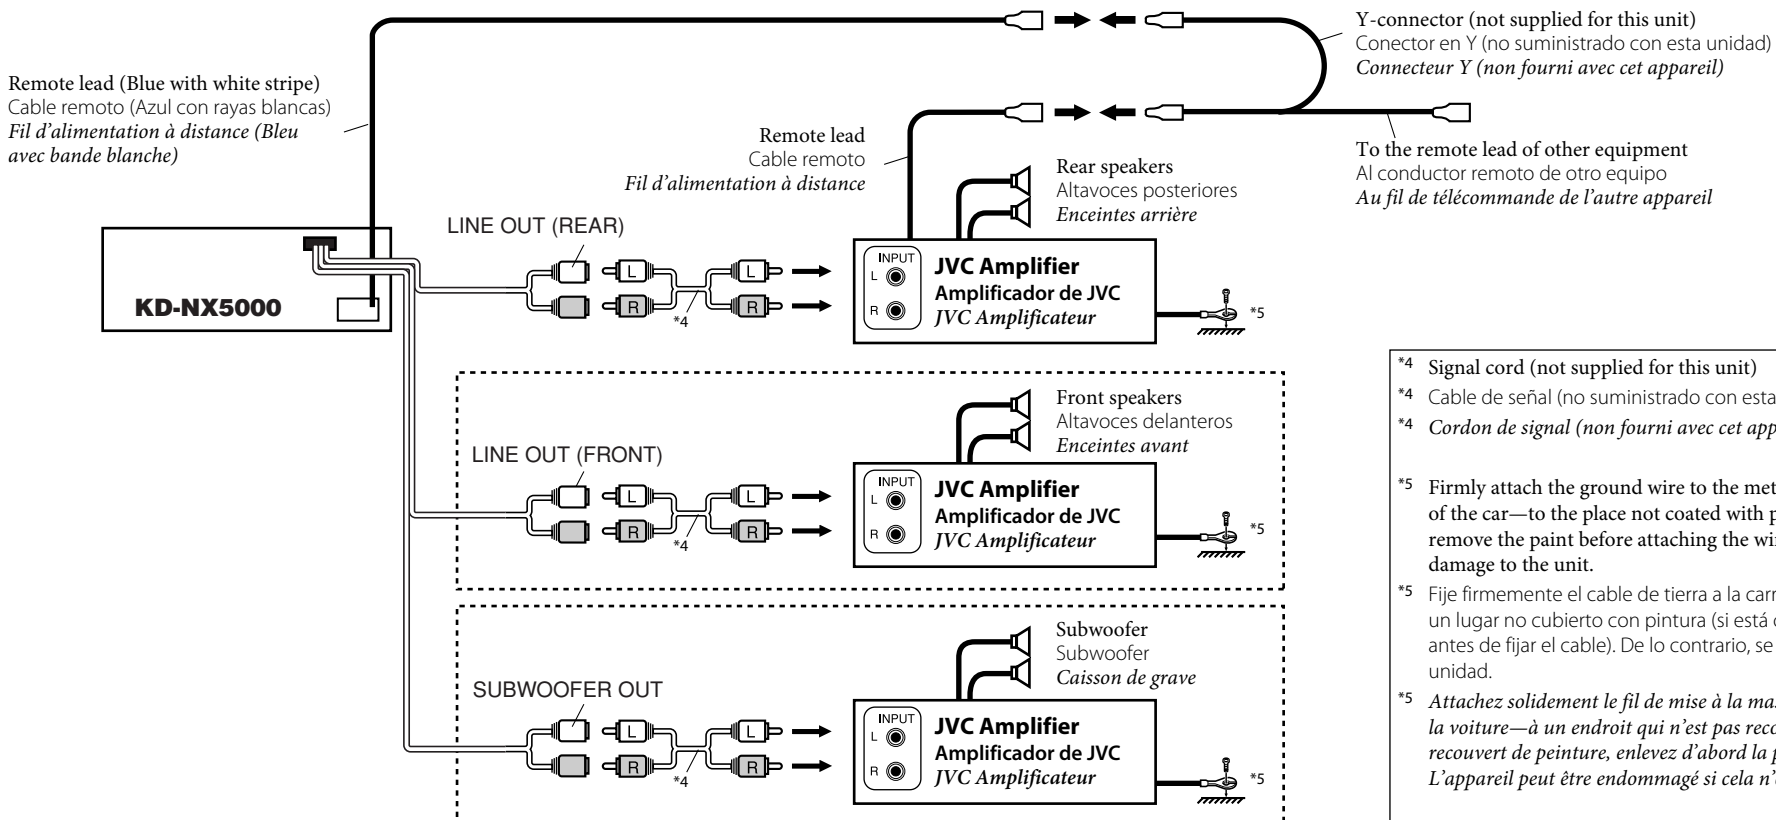 Y-connector (not supplied for this unit)
Conector en Y (no suministrado con esta unidad)
Connecteur Y (non fourni avec cet appareil)
Remote lead (Blue with white stripe)
Cable remoto (Azul con rayas blancas)
Fil d'alimentation à distance (Bleu
avec bande blanche)
Remote lead
Cable remoto
Fil d'alimentation à distance
To the remote lead of other equipment
Al conductor remoto de otro equipo
Au fil de télécommande de l'autre appareil
Rear speakers
Altavoces posteriores
Enceintes arrière
KD-NX5000
LINE OUT (REAR)
L
R
*4
L
R
INPUT
L
R
JVC Amplifier
Amplificador de JVC
JVC Amplificateur
*5
LINE OUT (FRONT)
L
R
*4
L
R
Front speakers
Altavoces delanteros
Enceintes avant
INPUT
L
R
JVC Amplifier
Amplificador de JVC
JVC Amplificateur
*5
SUBWOOFER OUT
L
R
*4
L
R
Subwoofer
Subwoofer
Caisson de grave
INPUT
L
R
JVC Amplifier
Amplificador de JVC
JVC Amplificateur
*5
*4 Signal cord (not supplied for this unit)
*4 Cable de señal (no suministrado con esta
*4 Cordon de signal (non fourni avec cet app
*5 Firmly attach the ground wire to the met
of the car—to the place not coated with p
remove the paint before attaching the wi
damage to the unit.
*5 Fije firmemente el cable de tierra a la carr
un lugar no cubierto con pintura (si está c
antes de fijar el cable). De lo contrario, se
unidad.
*5 Attachez solidement le fil de mise à la mas
la voiture—à un endroit qui n'est pas reco
recouvert de peinture, enlevez d'abord la p
L'appareil peut être endommagé si cela n'